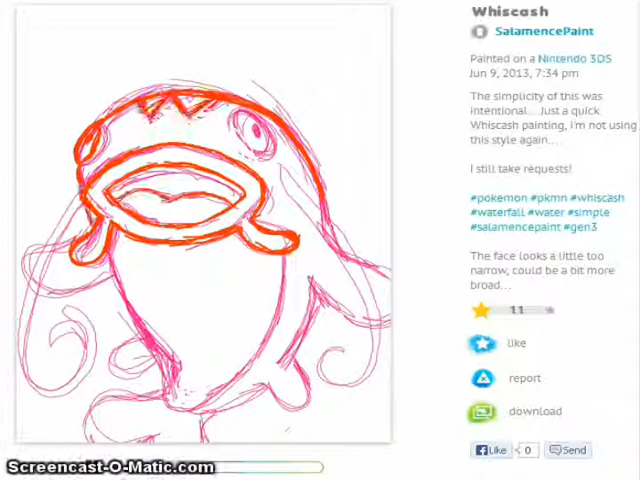 Whiscash
SalamencePaint
Painted on a Nintendo 3DS
Jun 9, 2013, 7:34 pm
The simplicity of this was
intentional... Just a quick
Whiscash painting, I'm not using
this style again...
I still take requests!
#pokemon #pkmn #whiscash
#waterfall #water #simple
#salamencepaint #gen3
The face looks a little too
narrow, could be a bit more
broad...
11
like
report
download
Like
0
Send
Screencast-O-Matic.com